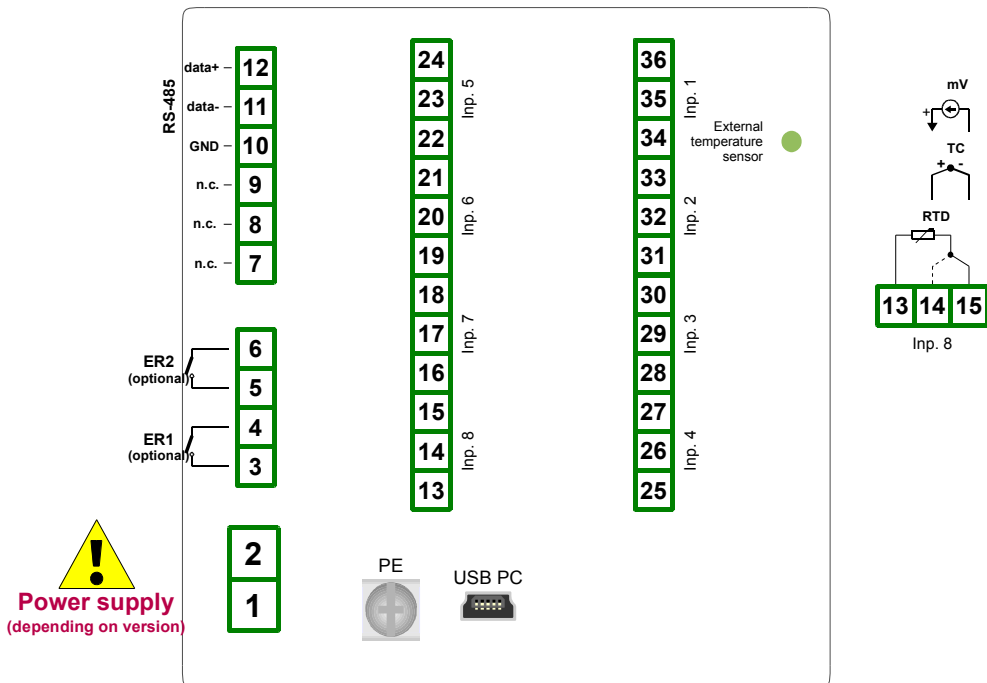 RS-485
data+
12
data-
11
GND
10
n.c.
9
n.c.
8
n.c.
7
ER2
(optional)
6
5
ER1
(optional)
4
3
Power supply
(depending on version)
2
1
PE
USB PC
24
23
22
Inp. 5
21
20
19
Inp. 6
18
17
16
Inp. 7
15
14
13
Inp. 8
36
35
34
Inp. 1
33
32
31
Inp. 2
30
29
28
Inp. 3
27
26
25
Inp. 4
External
temperature
sensor
mV
+
TC
+ -
RTD
13 14 15
Inp. 8